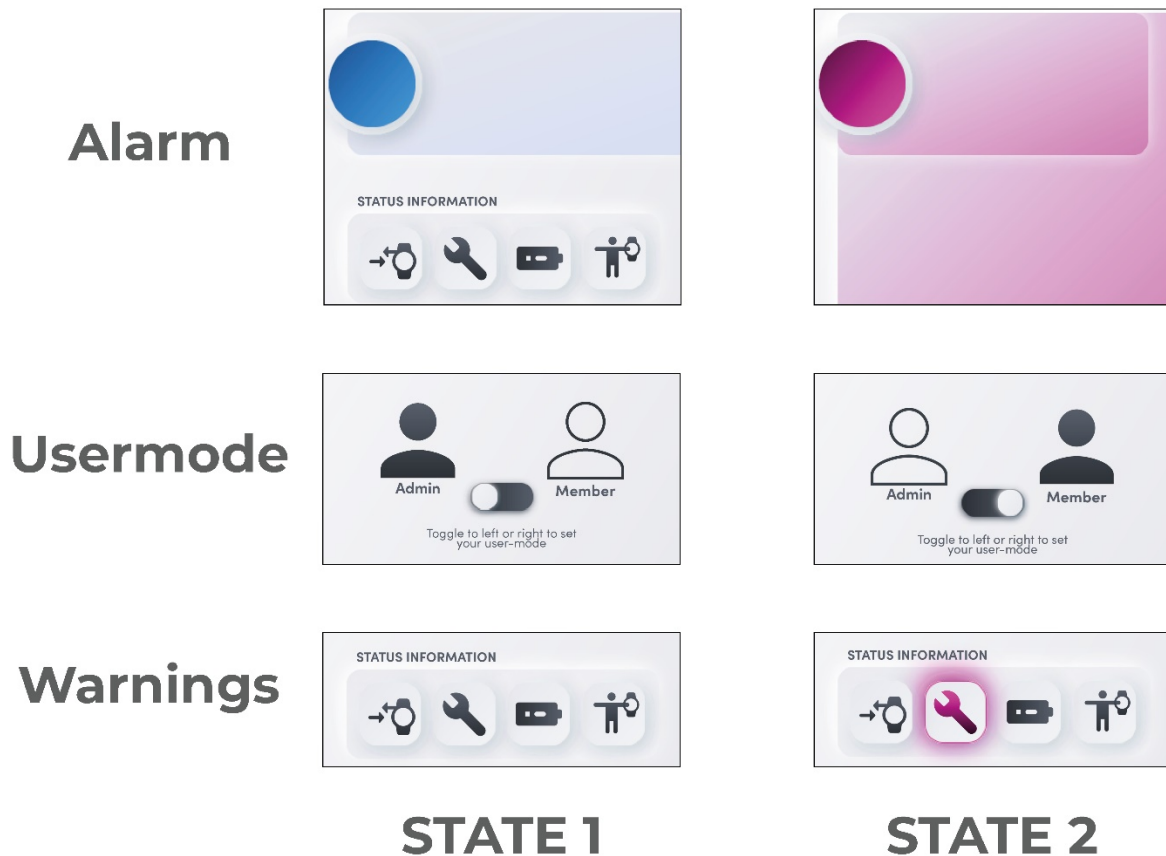 Alarm
STATUS INFORMATION
Usermode
Admin
Member
Toggle to left or right to set
your user-mode
Admin
Member
Toggle to left or right to set
your user-mode
Warnings
STATUS INFORMATION
STATUS INFORMATION
STATE 1
STATE 2